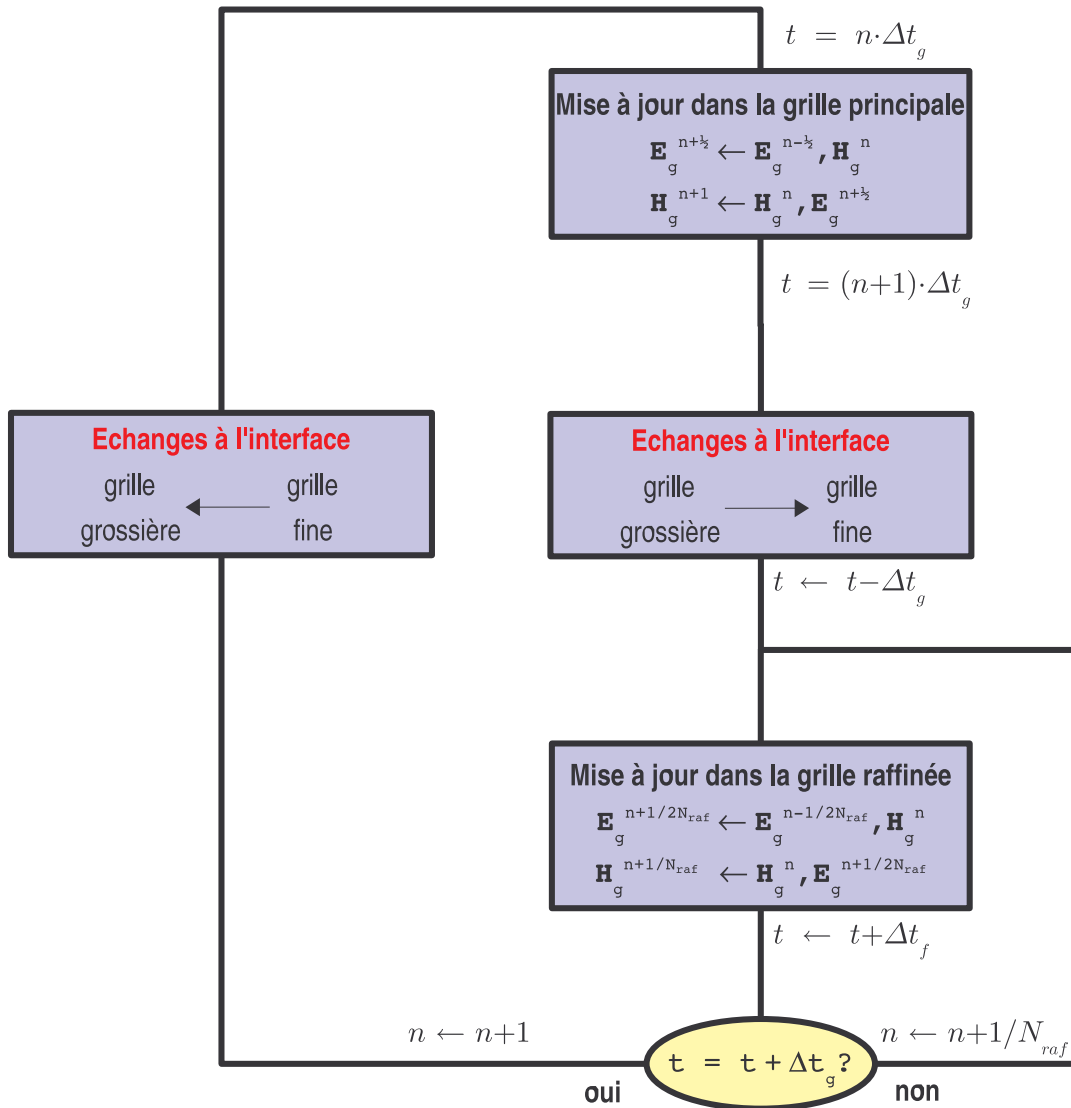 t = n·Δt_g
Mise à jour dans la grille principale
E_g^{n+½} ← E_g^{n-½}, H_g^n
H_g^{n+1} ← H_g^n, E_g^{n+½}
t = (n+1)·Δt_g
Echanges à l'interface
grille grille
grossière fine
Echanges à l'interface
grille grille
grossière fine
t ← t−Δt_g
Mise à jour dans la grille raffinée
E_g^{n+1/2N_raf} ← E_g^{n-1/2N_raf}, H_g^n
H_g^{n+1/N_raf} ← H_g^n, E_g^{n+1/2N_raf}
t ← t+Δt_f
n ← n+1
t = t + Δt_g?
n ← n+1/N_raf
oui
non